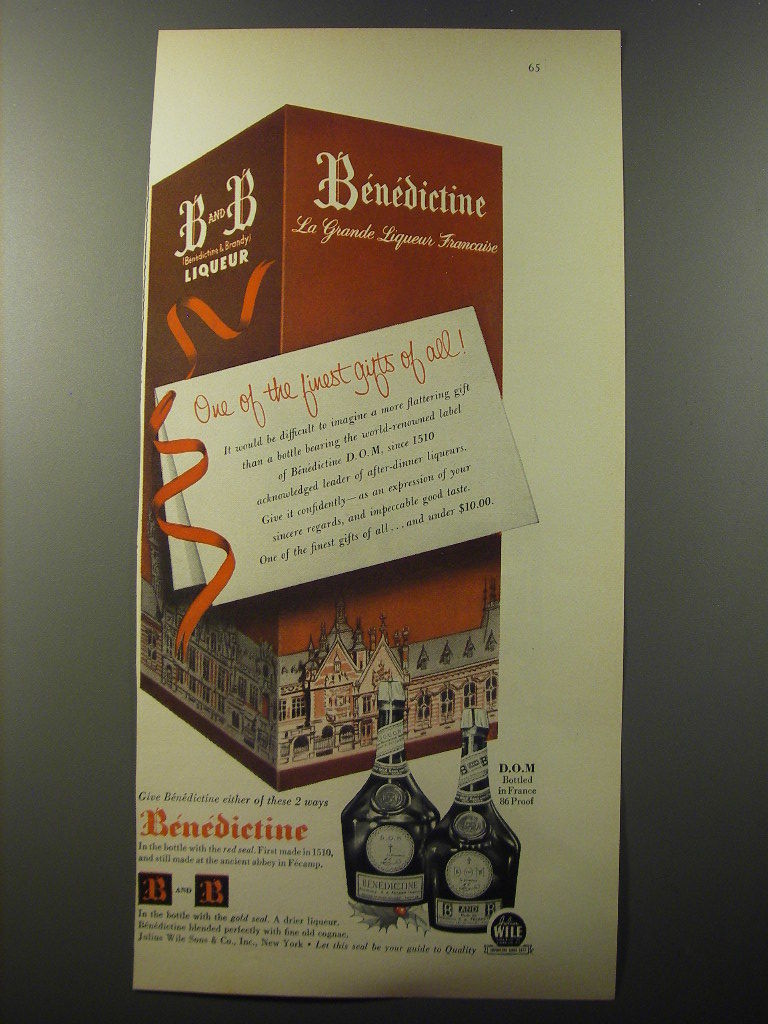 65
B AND B
(Bénédictine & Brandy)
LIQUEUR
Bénédictine
La Grande Liqueur Francaise
One of the finest gifts of all!
It would be difficult to imagine a more flattering gift
than a bottle bearing the world-renowned label
of Bénédictine D.O.M, since 1510
acknowledged leader of after-dinner liqueurs.
Give it confidently—as an expression of your
sincere regards, and impeccable good taste.
One of the finest gifts of all... and under $10.00.
D.O.M
Bottled
in France
86 Proof
Give Bénédictine either of these 2 ways
Bénédictine
In the bottle with the red seal. First made in 1510,
and still made at the ancient abbey in Fécamp.
B AND B
In the bottle with the gold seal. A drier liqueur.
Bénédictine blended perfectly with fine old cognac.
Julius Wile Sons & Co., Inc., New York • Let this seal be your guide to Quality
BÉNÉDICTINE
B AND B
Julius
WILE